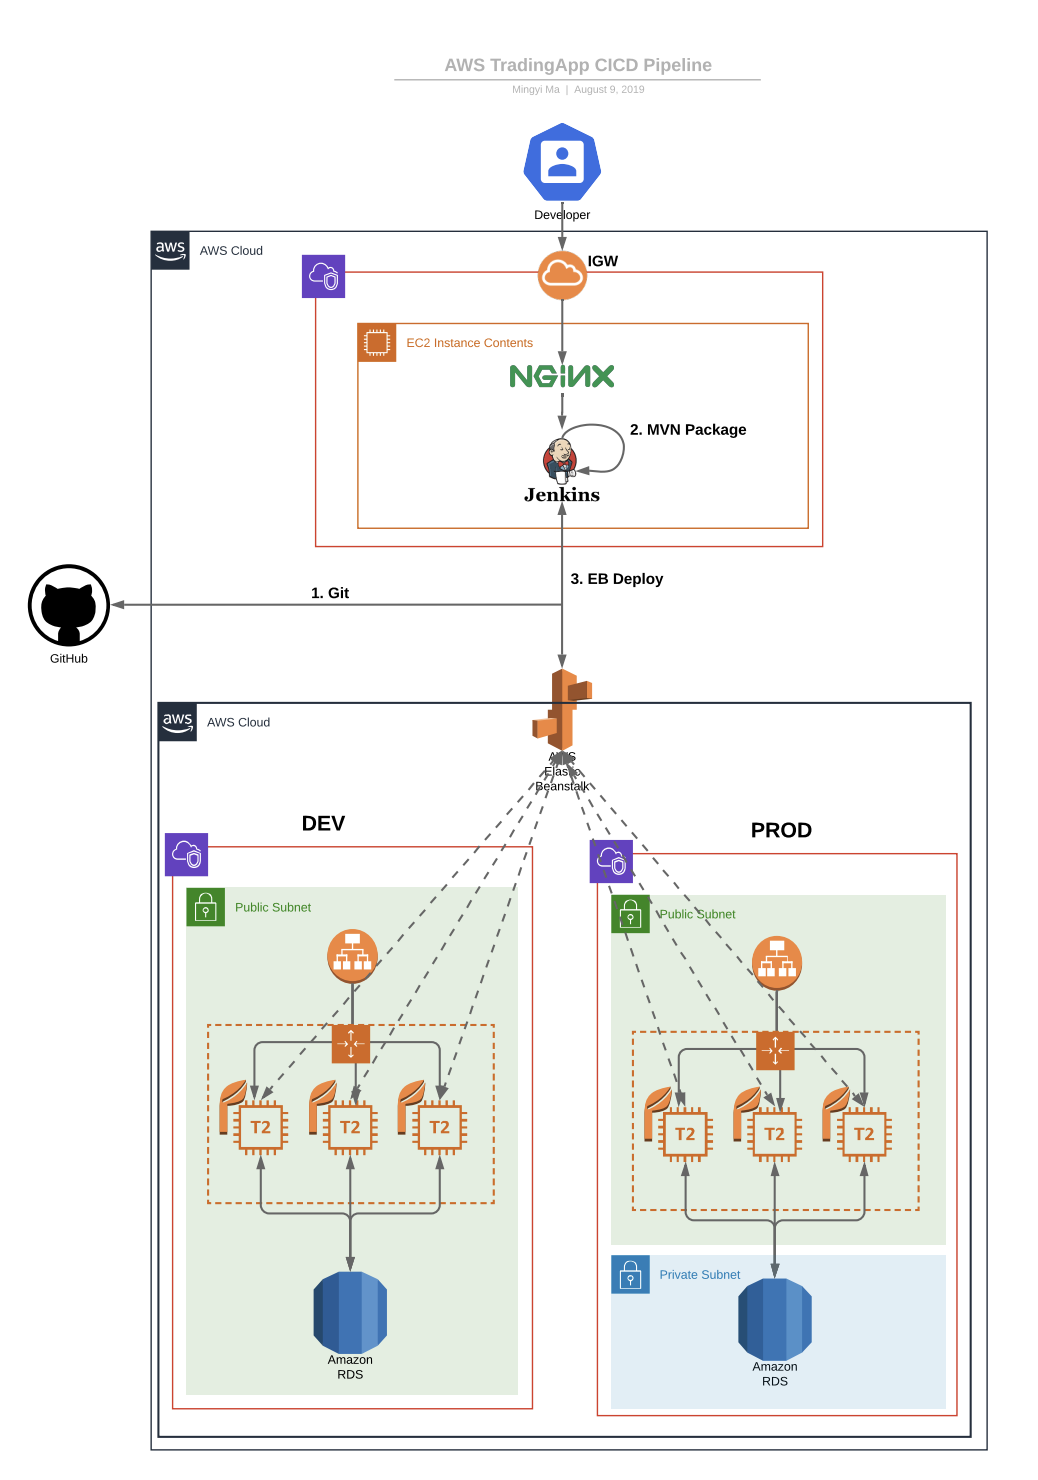 AWS TradingApp CICD Pipeline
Mingyi Ma | August 9, 2019
Developer
aws
AWS Cloud
IGW
EC2 Instance Contents
NGINX
2. MVN Package
Jenkins
3. EB Deploy
1. Git
GitHub
aws
AWS Cloud
AWS
Elastic
Beanstalk
DEV
PROD
Public Subnet
Public Subnet
T2
T2
T2
T2
T2
T2
Private Subnet
Amazon
RDS
Amazon
RDS